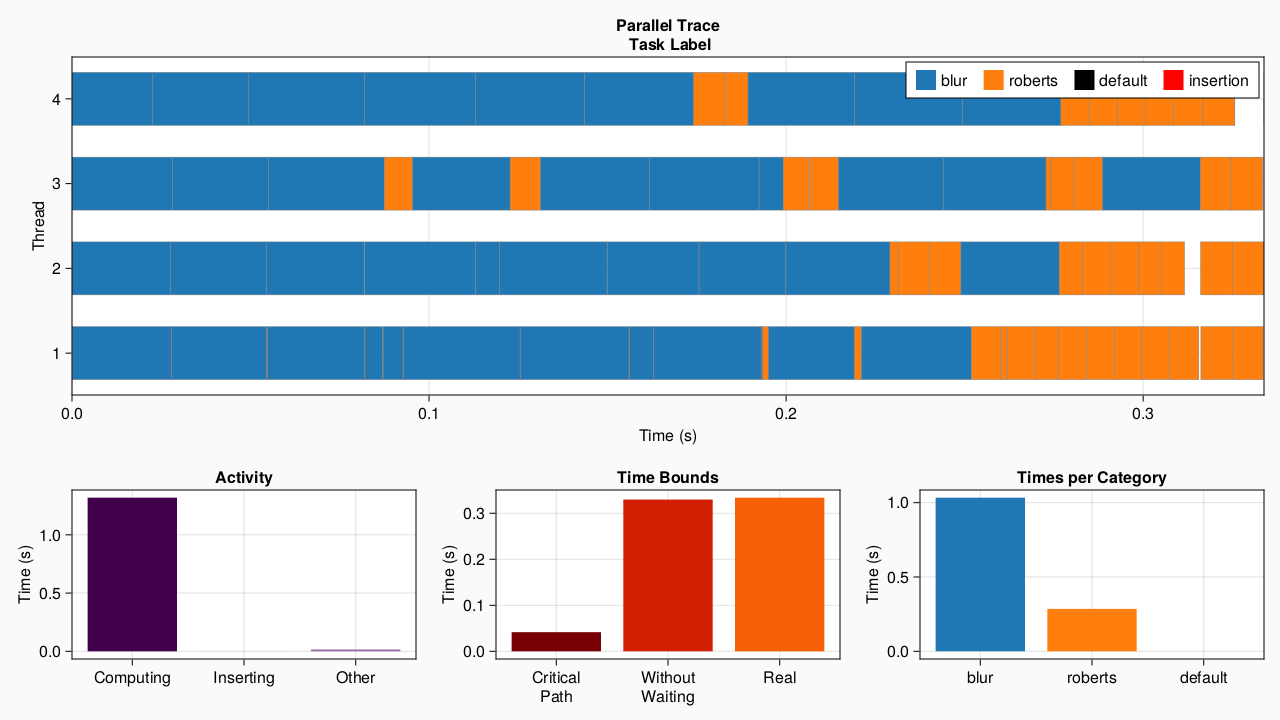 Parallel Trace
Task Label
blur roberts default insertion
Thread
4
3
2
1
0.0 0.1 0.2 0.3
Time (s)
Activity
Time (s)
1.0
0.5
0.0
Computing Inserting Other
Time Bounds
Time (s)
0.3
0.2
0.1
0.0
Critical
Path
Without
Waiting
Real
Times per Category
Time (s)
1.0
0.5
0.0
blur roberts default